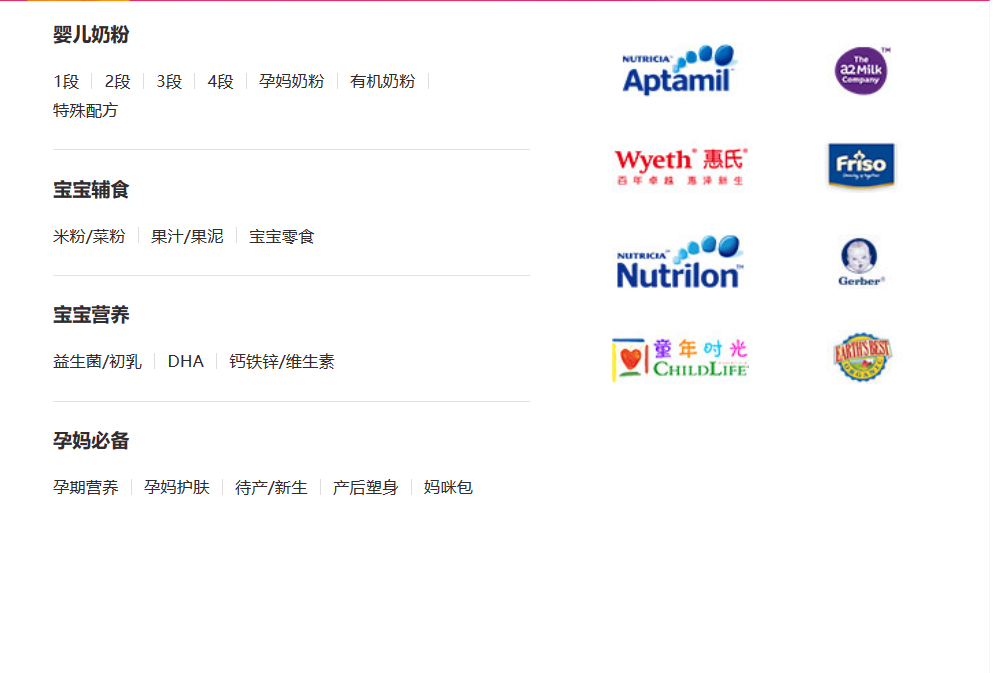 婴儿奶粉
1段 2段 3段 4段 孕妈奶粉 有机奶粉
特殊配方
宝宝辅食
米粉/菜粉 果汁/果泥 宝宝零食
宝宝营养
益生菌/初乳 DHA 钙铁锌/维生素
孕妈必备
孕期营养 孕妈护肤 待产/新生 产后塑身 妈咪包
NUTRICIA
Aptamil
The
a2 Milk
Company
TM
Wyeth® 惠氏®
百年卓越 惠泽新生
Friso
NUTRICIA
Nutrilon™
Gerber®
童年时光
CHILDLIFE
EARTH'S BEST
ORGANIC